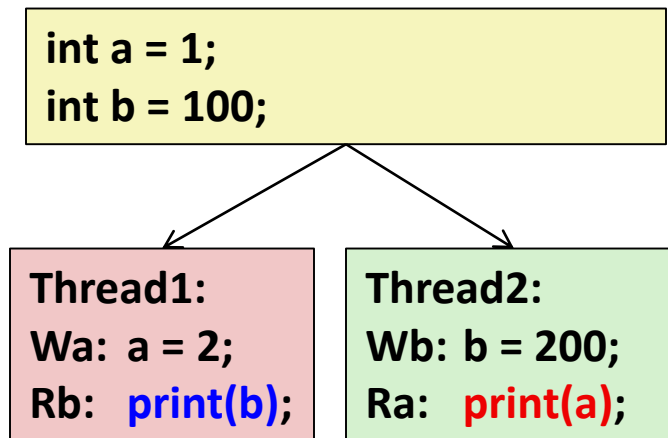 int a = 1;
int b = 100;
Thread1:
Wa: a = 2;
Rb: print(b);
Thread2:
Wb: b = 200;
Ra: print(a);